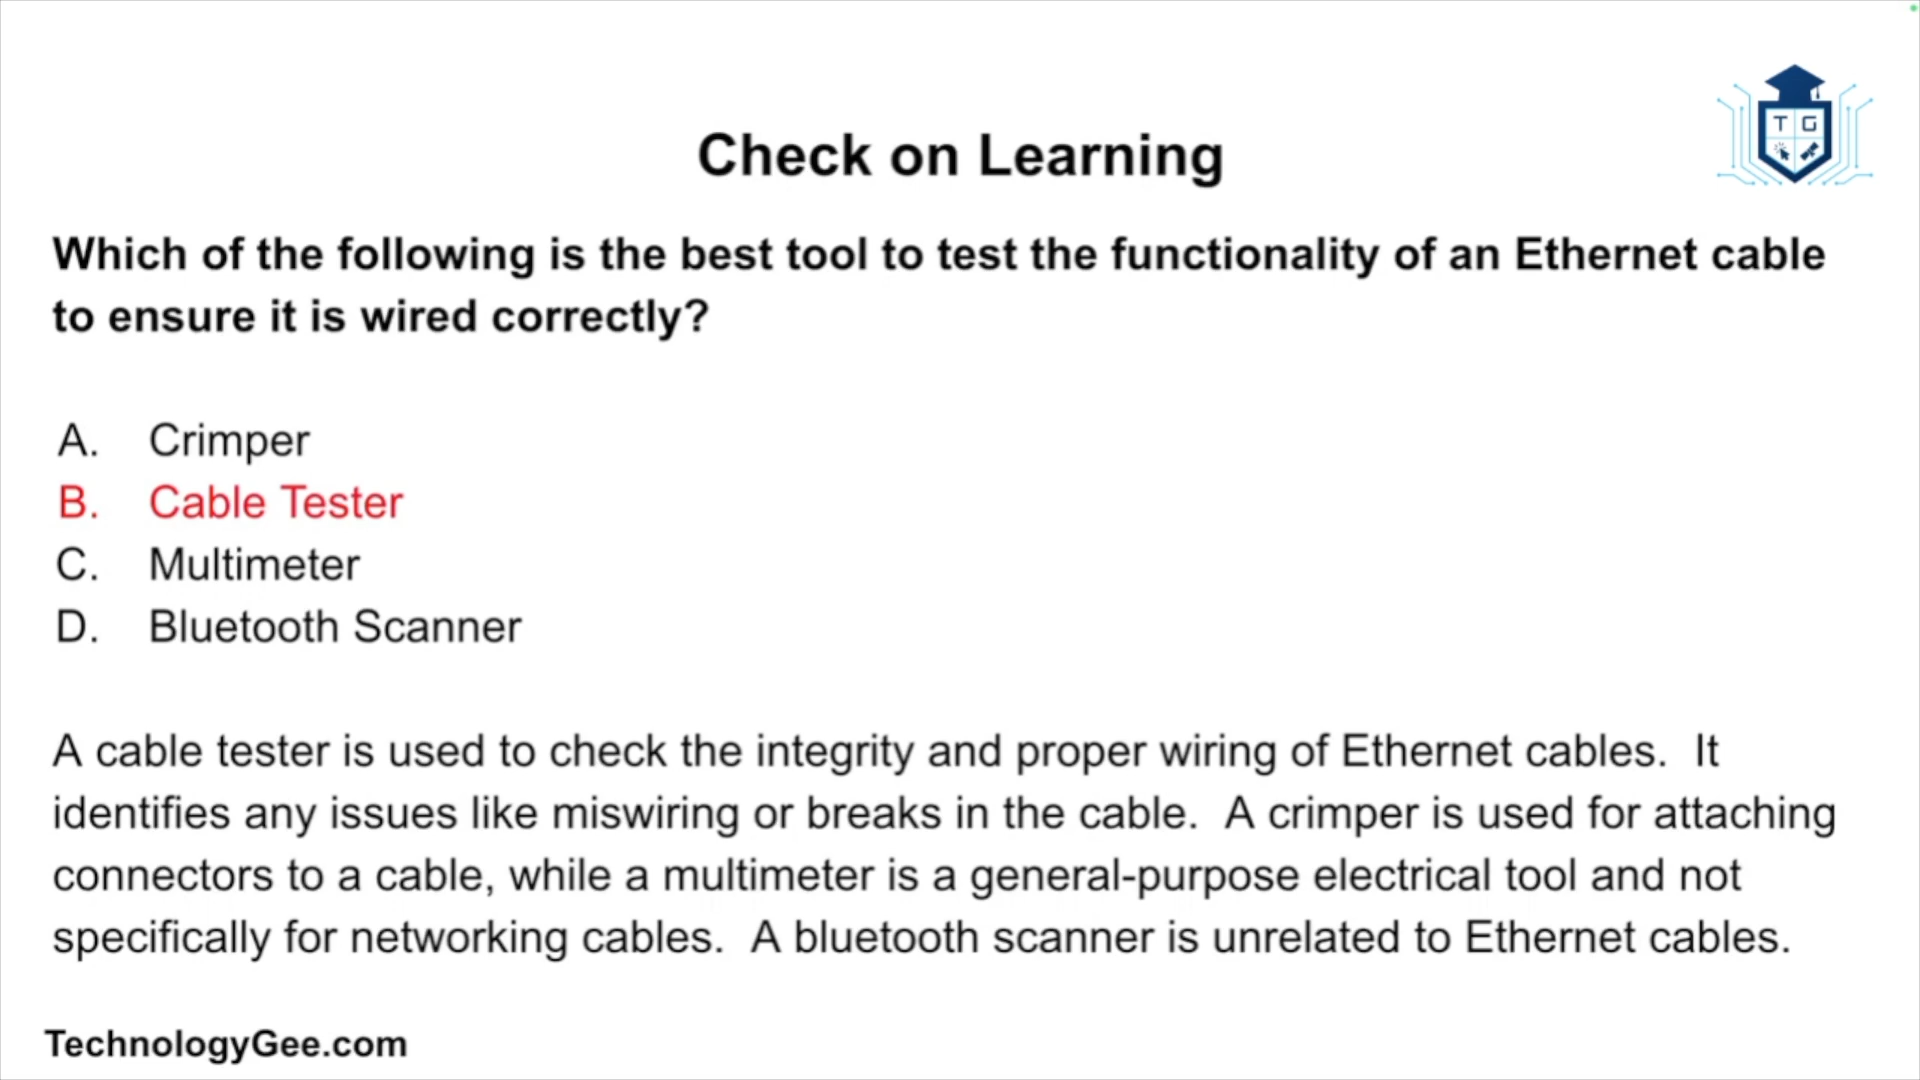 T G
Check on Learning
Which of the following is the best tool to test the functionality of an Ethernet cable
to ensure it is wired correctly?
A. Crimper
B. Cable Tester
C. Multimeter
D. Bluetooth Scanner
A cable tester is used to check the integrity and proper wiring of Ethernet cables. It
identifies any issues like miswiring or breaks in the cable. A crimper is used for attaching
connectors to a cable, while a multimeter is a general-purpose electrical tool and not
specifically for networking cables. A bluetooth scanner is unrelated to Ethernet cables.
TechnologyGee.com